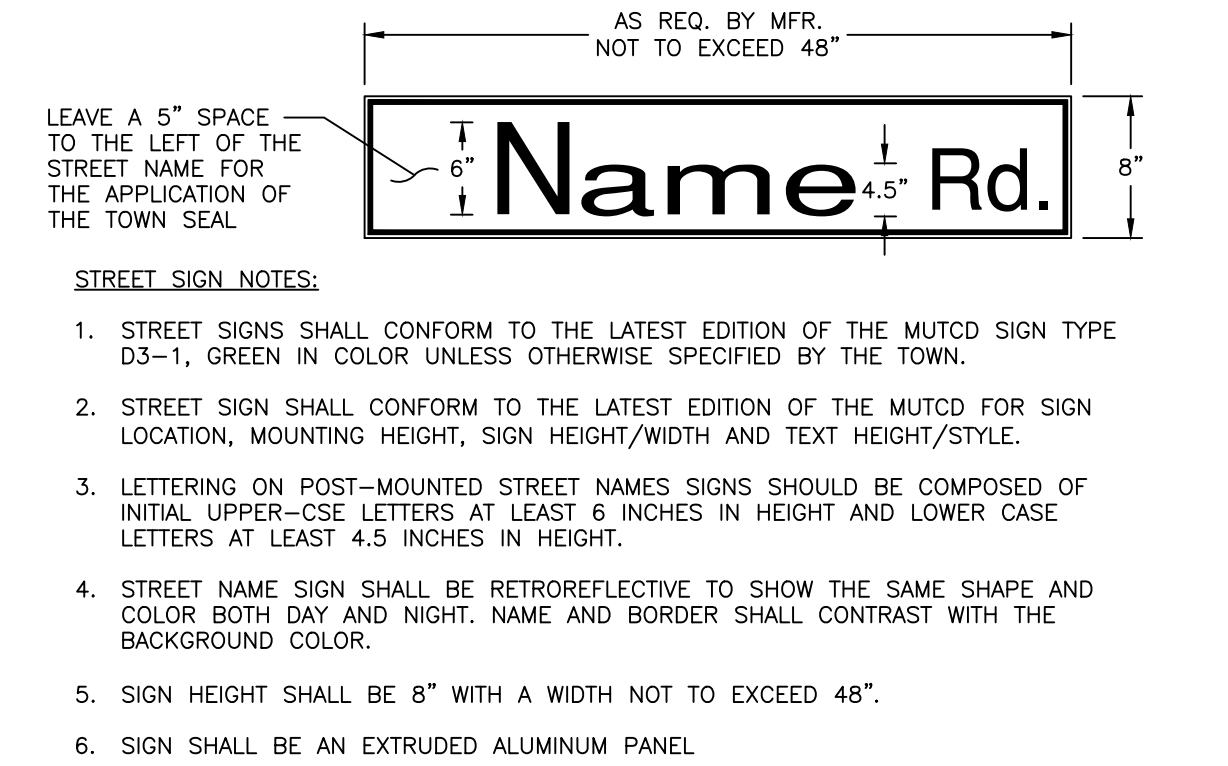 AS REQ. BY MFR.
NOT TO EXCEED 48”
LEAVE A 5” SPACE
TO THE LEFT OF THE
STREET NAME FOR
THE APPLICATION OF
THE TOWN SEAL
6”
Name Rd.
4.5”
8”
STREET SIGN NOTES:
1. STREET SIGNS SHALL CONFORM TO THE LATEST EDITION OF THE MUTCD SIGN TYPE
D3–1, GREEN IN COLOR UNLESS OTHERWISE SPECIFIED BY THE TOWN.
2. STREET SIGN SHALL CONFORM TO THE LATEST EDITION OF THE MUTCD FOR SIGN
LOCATION, MOUNTING HEIGHT, SIGN HEIGHT/WIDTH AND TEXT HEIGHT/STYLE.
3. LETTERING ON POST–MOUNTED STREET NAMES SIGNS SHOULD BE COMPOSED OF
INITIAL UPPER–CSE LETTERS AT LEAST 6 INCHES IN HEIGHT AND LOWER CASE
LETTERS AT LEAST 4.5 INCHES IN HEIGHT.
4. STREET NAME SIGN SHALL BE RETROREFLECTIVE TO SHOW THE SAME SHAPE AND
COLOR BOTH DAY AND NIGHT. NAME AND BORDER SHALL CONTRAST WITH THE
BACKGROUND COLOR.
5. SIGN HEIGHT SHALL BE 8” WITH A WIDTH NOT TO EXCEED 48”.
6. SIGN SHALL BE AN EXTRUDED ALUMINUM PANEL